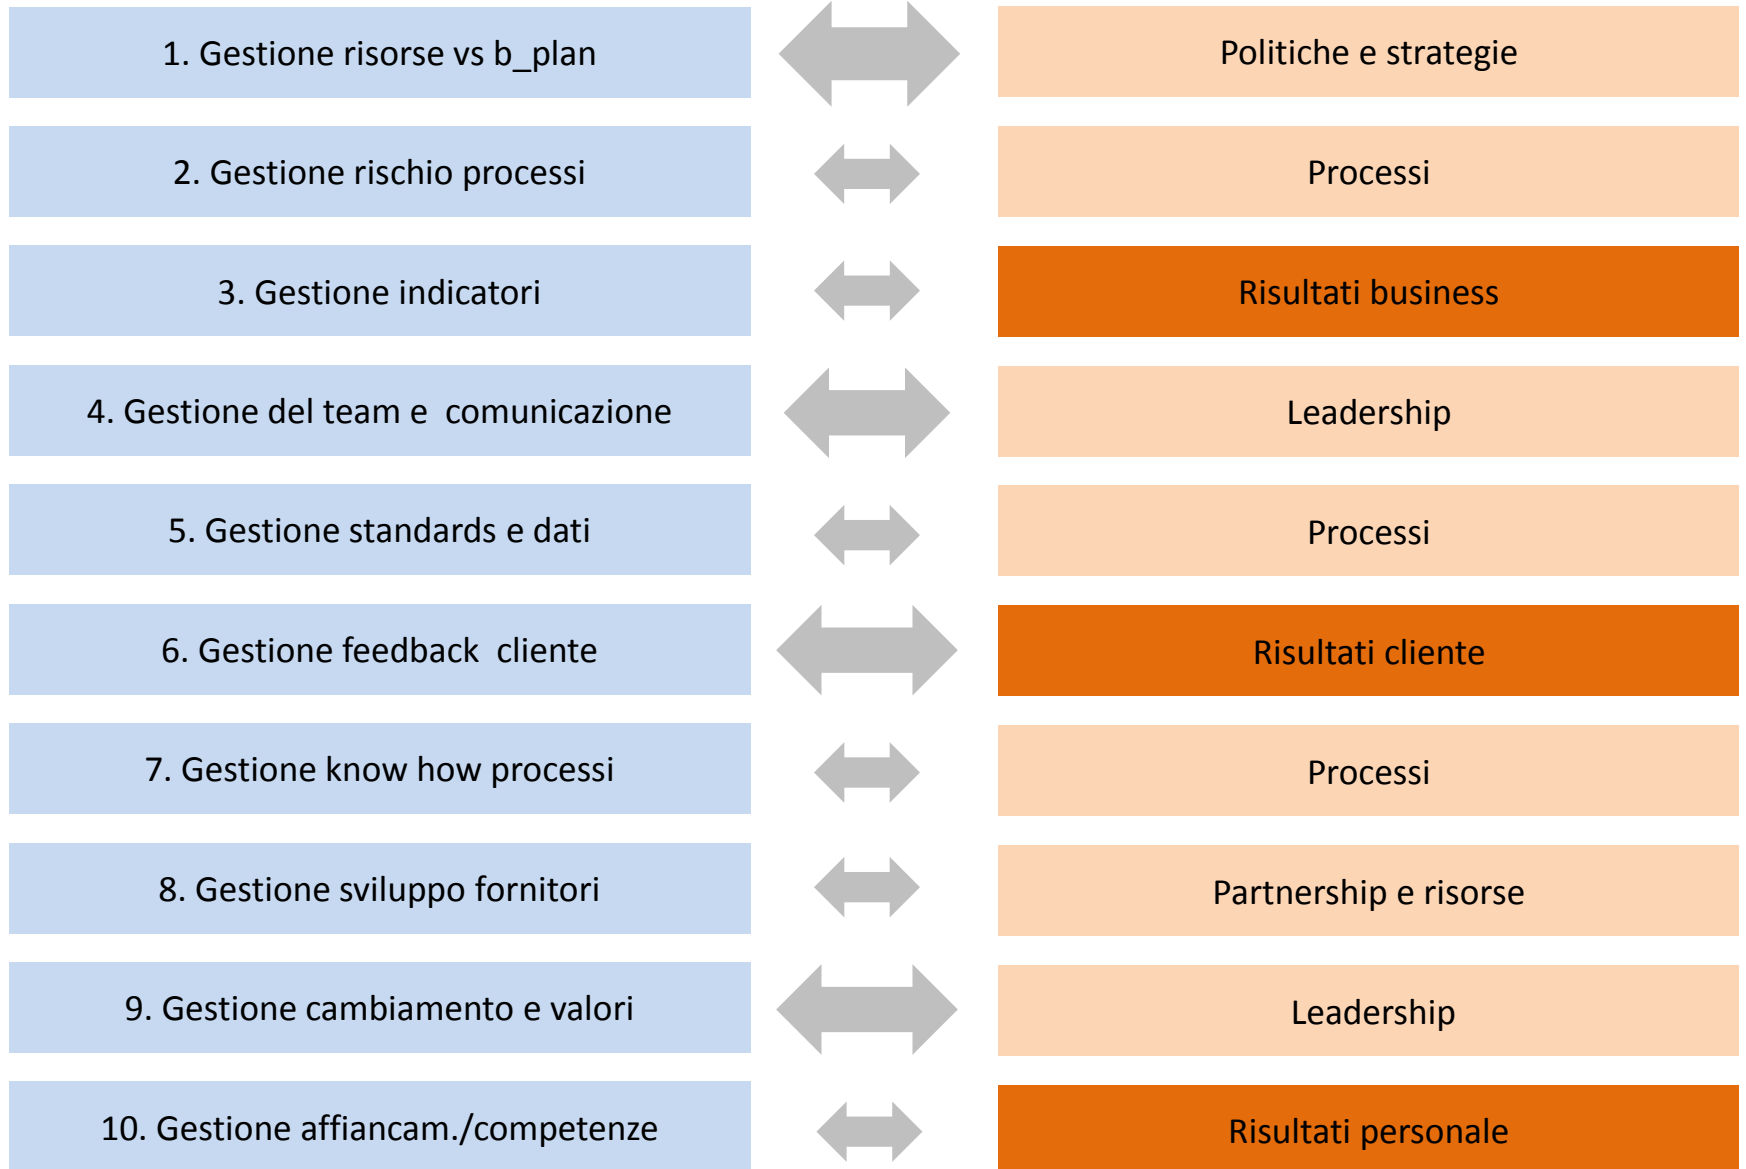 1. Gestione risorse vs b_plan
Politiche e strategie
2. Gestione rischio processi
Processi
3. Gestione indicatori
Risultati business
4. Gestione del team e  comunicazione
Leadership
5. Gestione standards e dati
Processi
6. Gestione feedback  cliente
Risultati cliente
7. Gestione know how processi
Processi
8. Gestione sviluppo fornitori
Partnership e risorse
9. Gestione cambiamento e valori
Leadership
10. Gestione affiancam./competenze
Risultati personale